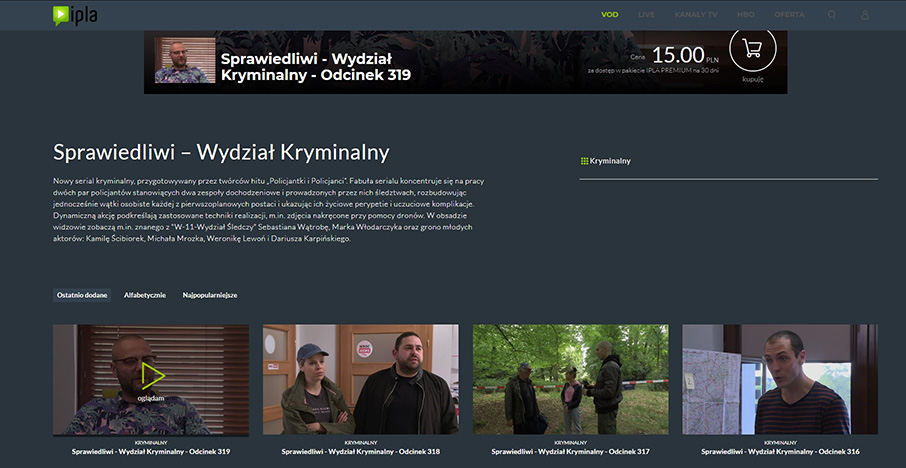 ipla
VOD
LIVE
KANAŁY TV
HBO
OFERTA
Sprawiedliwi - Wydział
Kryminalny - Odcinek 319
Cena 15.00 PLN
za dostęp w pakiecie IPLA PREMIUM na 30 dni
kupuję
Sprawiedliwi – Wydział Kryminalny
Kryminalny
Nowy serial kryminalny, przygotowywany przez twórców hitu „Policjantki i Policjanci”. Fabuła serialu koncentruje się na pracy
dwóch par policjantów stanowiących dwa zespoły dochodzeniowe i prowadzonych przez nich śledztwach, rozbudowując
jednocześnie wątki osobiste każdej z pierwszoplanowych postaci i ukazując ich życiowe perypetie i uczuciowe komplikacje.
Dynamiczną akcję podkreślają zastosowane techniki realizacji, m.in. zdjęcia nakręcone przy pomocy dronów. W obsadzie
widzowie zobaczą m.in. znanego z "W-11-Wydział Śledczy" Sebastiana Wątrobę, Marka Włodarczyka oraz grono młodych
aktorów: Kamilę Ścibiorek, Michała Mrozka, Weronikę Lewoń i Dariusza Karpińskiego.
Ostatnio dodane
Alfabetycznie
Najpopularniejsze
oglądam
KRYMINALNY
Sprawiedliwi - Wydział Kryminalny - Odcinek 319
KRYMINALNY
Sprawiedliwi - Wydział Kryminalny - Odcinek 318
KRYMINALNY
Sprawiedliwi - Wydział Kryminalny - Odcinek 317
KRYMINALNY
Sprawiedliwi - Wydział Kryminalny - Odcinek 316